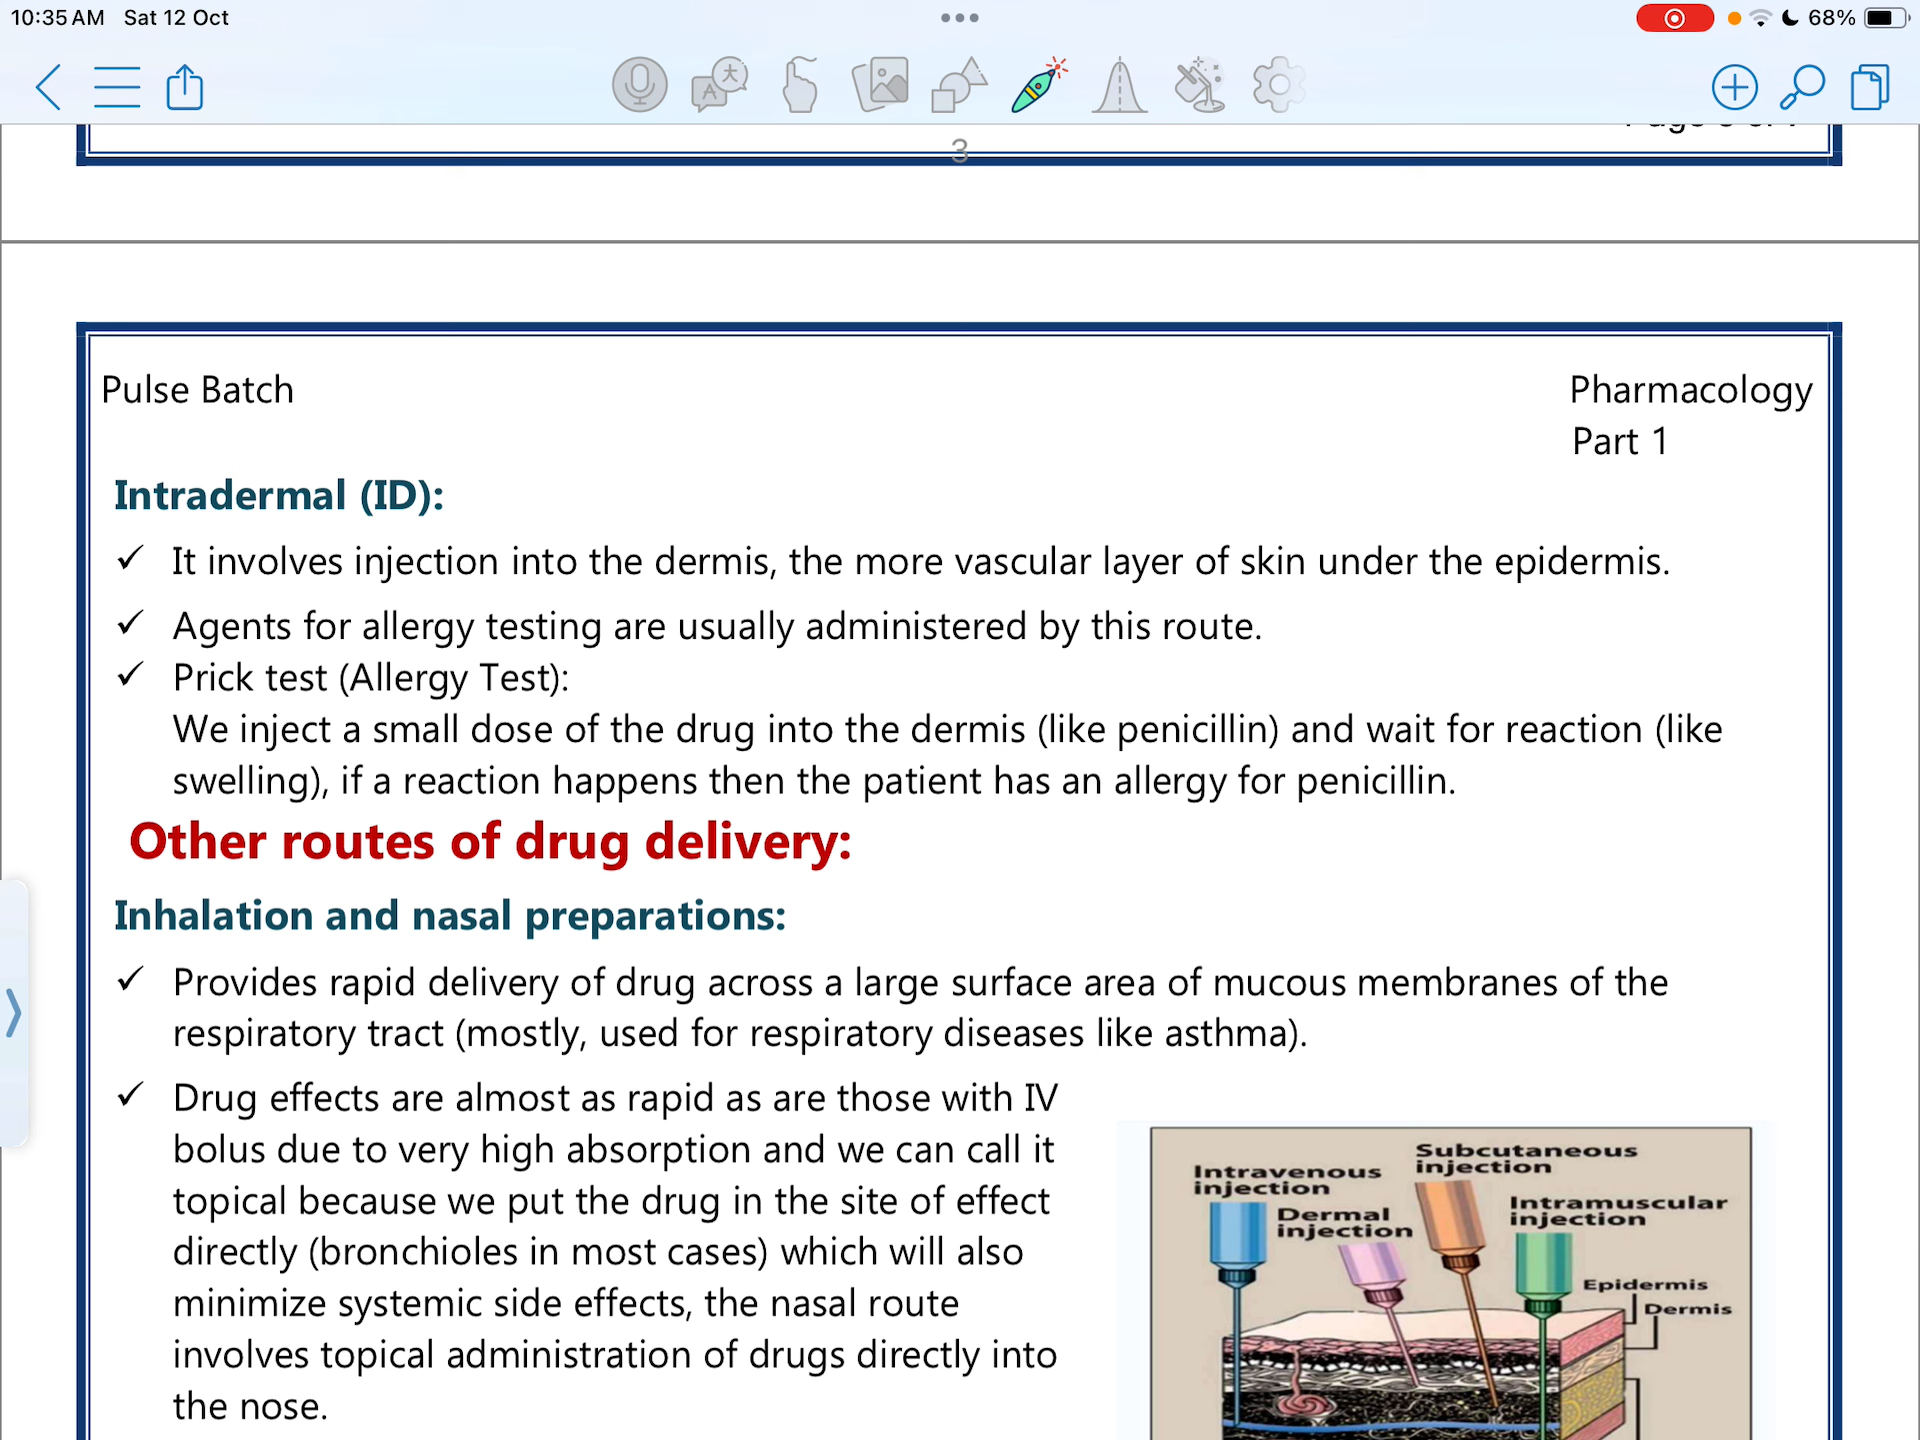 10:35 AM Sat 12 Oct
68%
3
Pulse Batch
Pharmacology
Part 1
Intradermal (ID):
✓ It involves injection into the dermis, the more vascular layer of skin under the epidermis.
✓ Agents for allergy testing are usually administered by this route.
✓ Prick test (Allergy Test):
We inject a small dose of the drug into the dermis (like penicillin) and wait for reaction (like
swelling), if a reaction happens then the patient has an allergy for penicillin.
Other routes of drug delivery:
Inhalation and nasal preparations:
✓ Provides rapid delivery of drug across a large surface area of mucous membranes of the
respiratory tract (mostly, used for respiratory diseases like asthma).
✓ Drug effects are almost as rapid as are those with IV
bolus due to very high absorption and we can call it
topical because we put the drug in the site of effect
directly (bronchioles in most cases) which will also
minimize systemic side effects, the nasal route
involves topical administration of drugs directly into
the nose.
Intravenous
injection
Dermal
injection
Subcutaneous
injection
Intramuscular
injection
Epidermis
Dermis